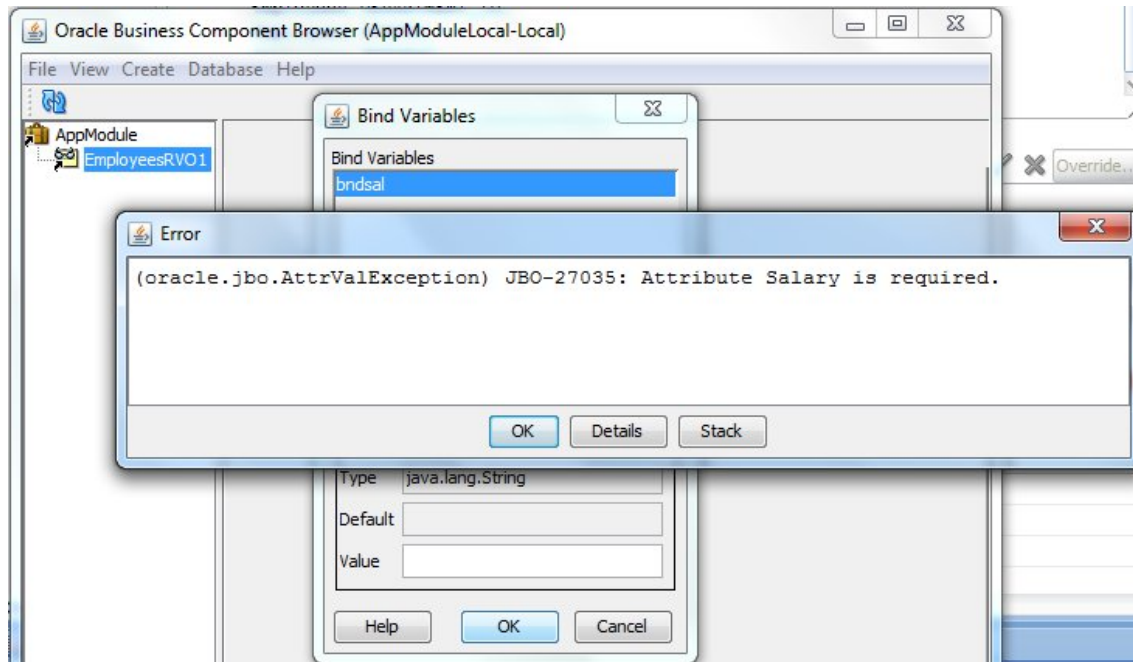 Oracle Business Component Browser (AppModuleLocal-Local)
File View Create Database Help
Bind Variables
AppModule
EmployeesRVO1
Bind Variables
bndsal
Override...
Error
(oracle.jbo.AttrValException) JBO-27035: Attribute Salary is required.
OK Details Stack
Type java.lang.String
Default
Value
Help OK Cancel